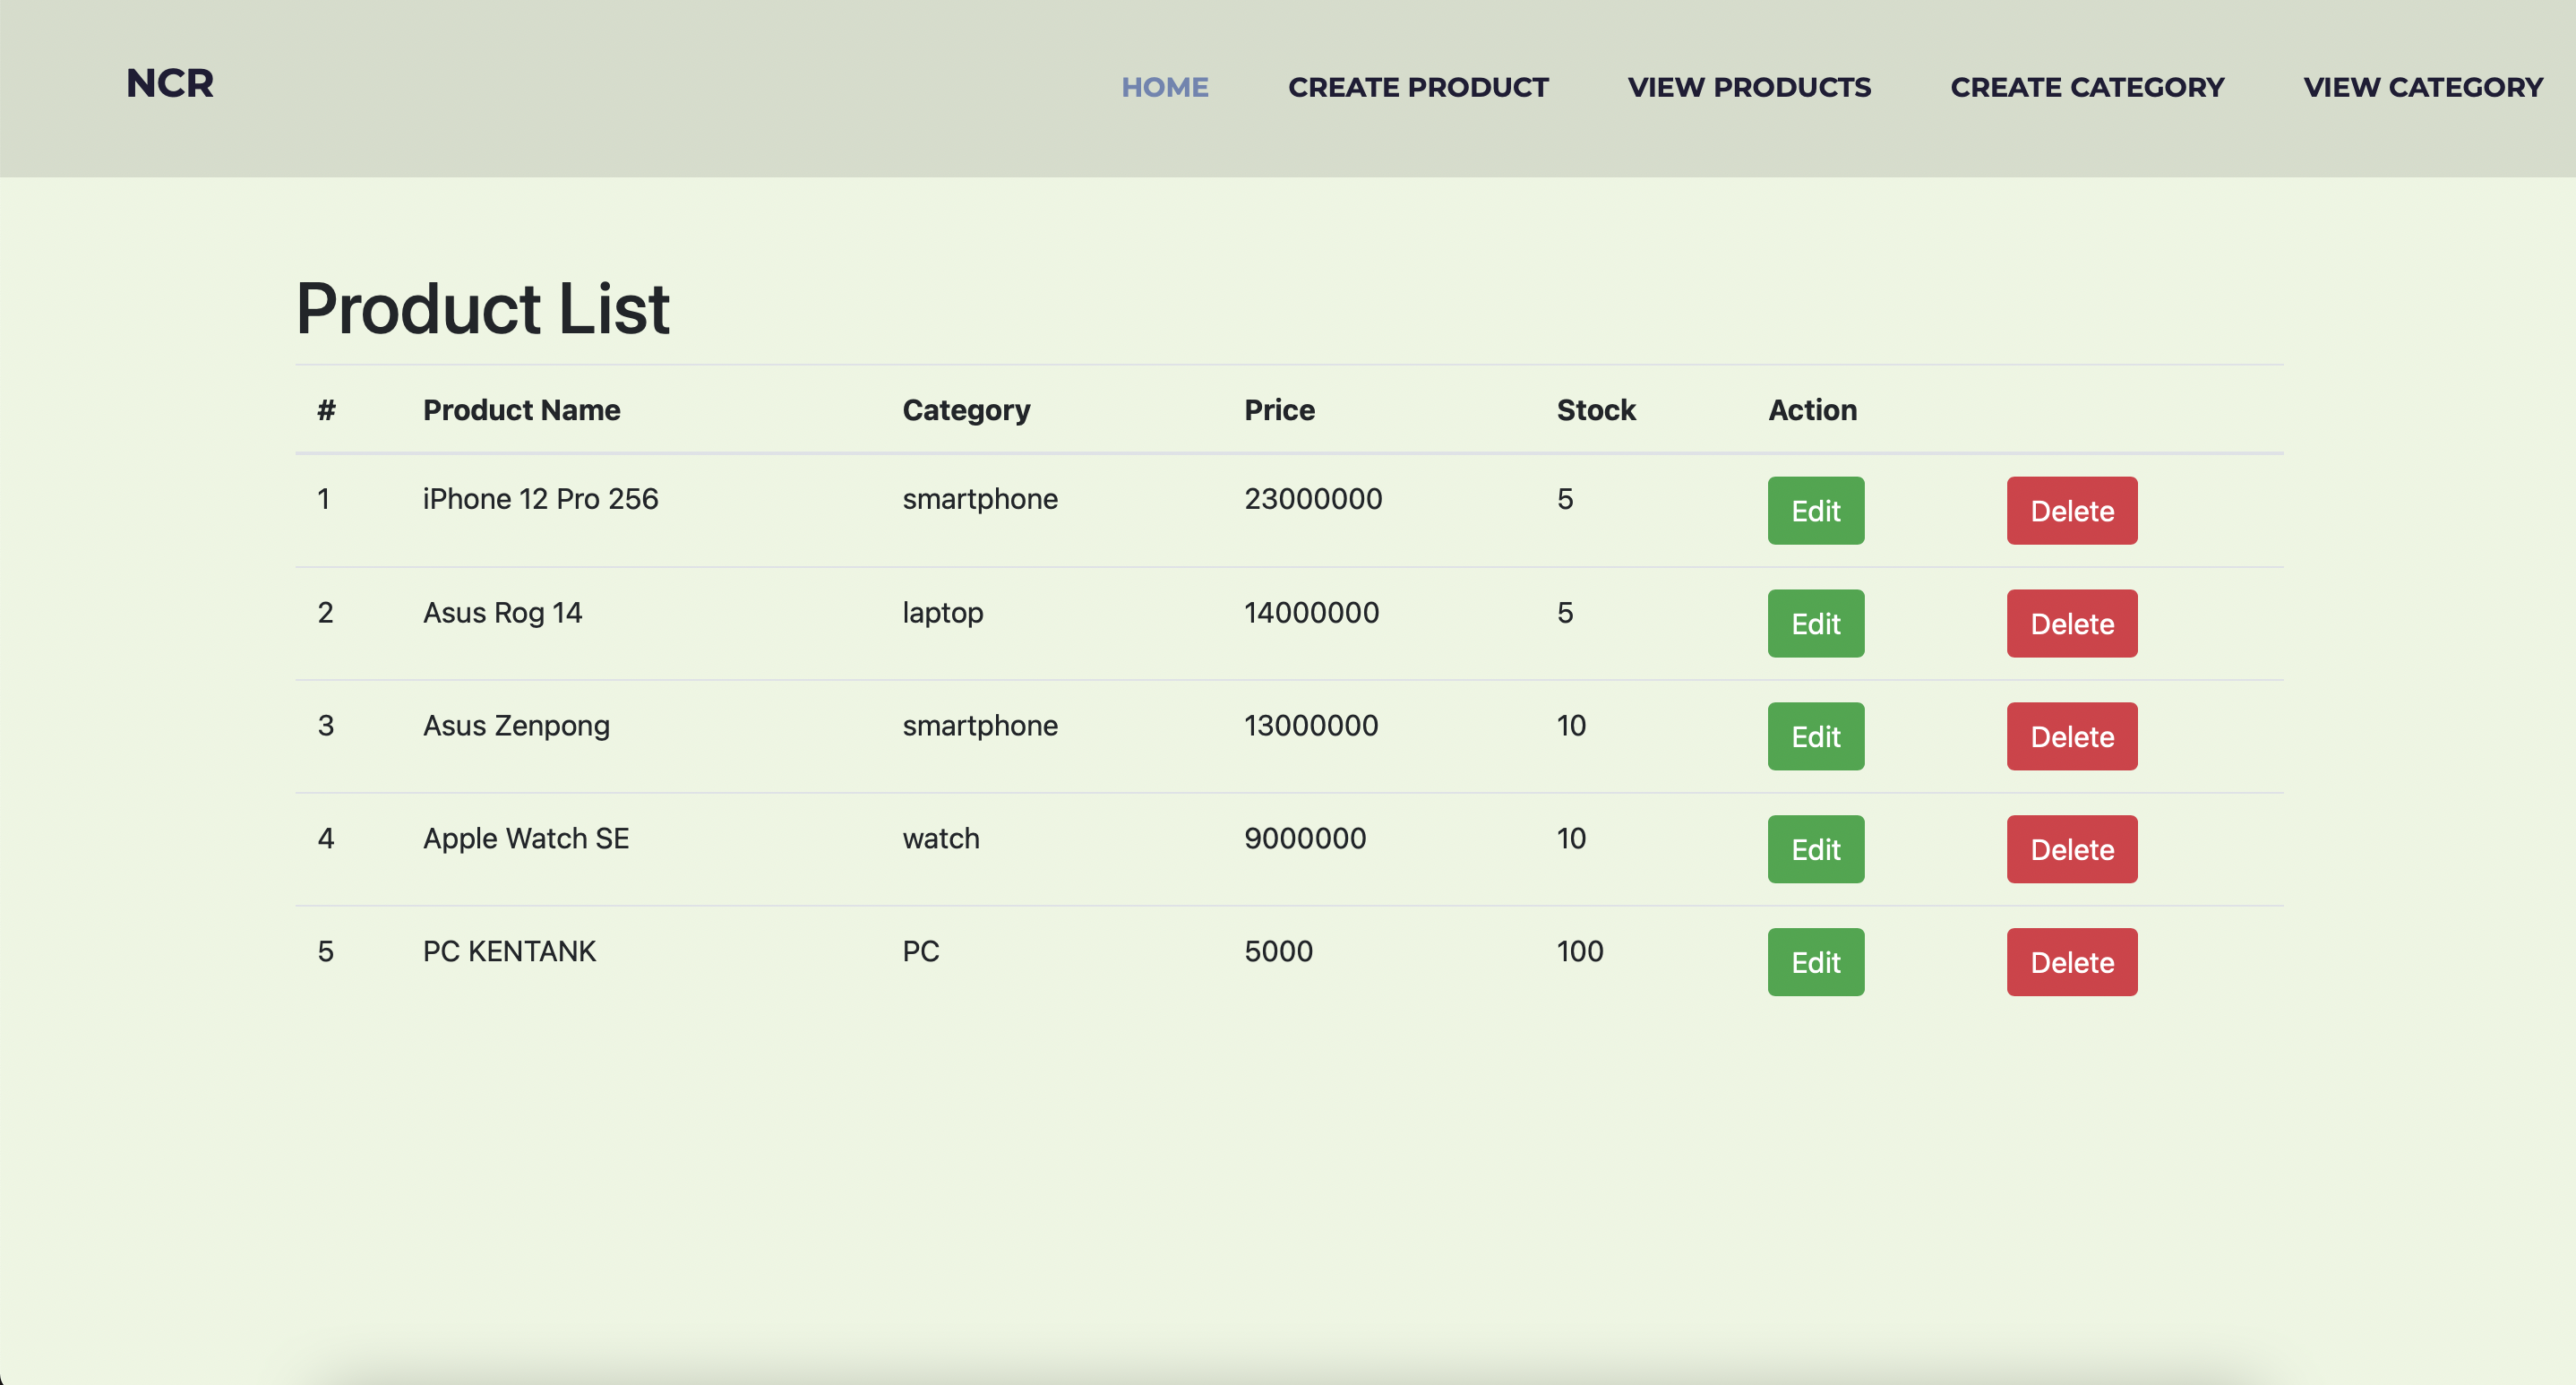 NCR HOME CREATE PRODUCT VIEW PRODUCTS CREATE CATEGORY VIEW CATEGORY
Product List
# Product Name Category Price Stock Action
1 iPhone 12 Pro 256 smartphone 23000000 5 Edit Delete
2 Asus Rog 14 laptop 14000000 5 Edit Delete
3 Asus Zenpong smartphone 13000000 10 Edit Delete
4 Apple Watch SE watch 9000000 10 Edit Delete
5 PC KENTANK PC 5000 100 Edit Delete